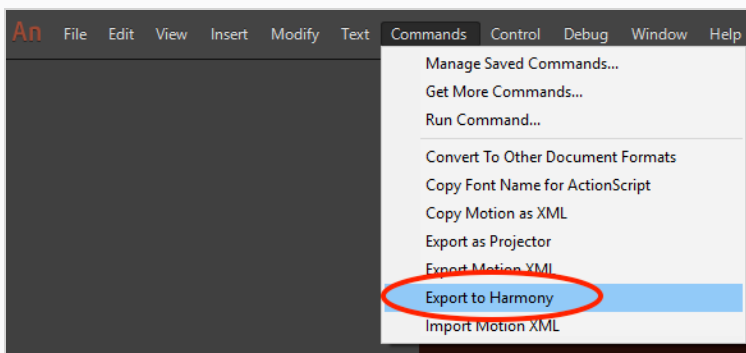 An File Edit View Insert Modify Text Commands Control Debug Window Help
Manage Saved Commands...
Get More Commands...
Run Command...
Convert To Other Document Formats
Copy Font Name for ActionScript
Copy Motion as XML
Export as Projector
Export Motion XML
Export to Harmony
Import Motion XML